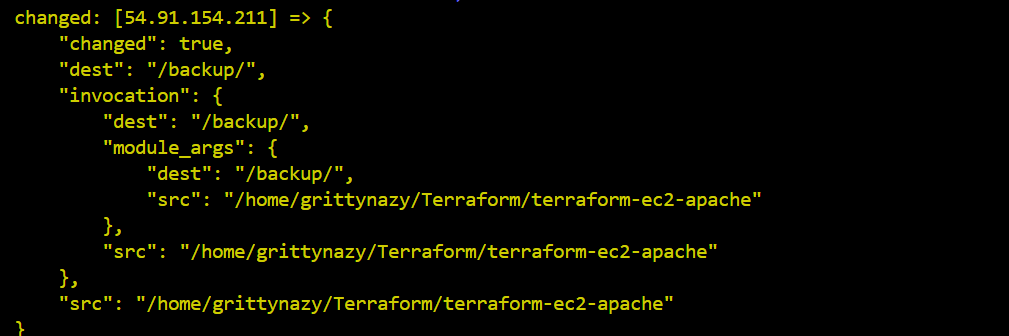 changed: [54.91.154.211] => {
    "changed": true,
    "dest": "/backup/",
    "invocation": {
        "dest": "/backup/",
        "module_args": {
            "dest": "/backup/",
            "src": "/home/grittynazy/Terraform/terraform-ec2-apache"
        },
        "src": "/home/grittynazy/Terraform/terraform-ec2-apache"
    },
    "src": "/home/grittynazy/Terraform/terraform-ec2-apache"
}